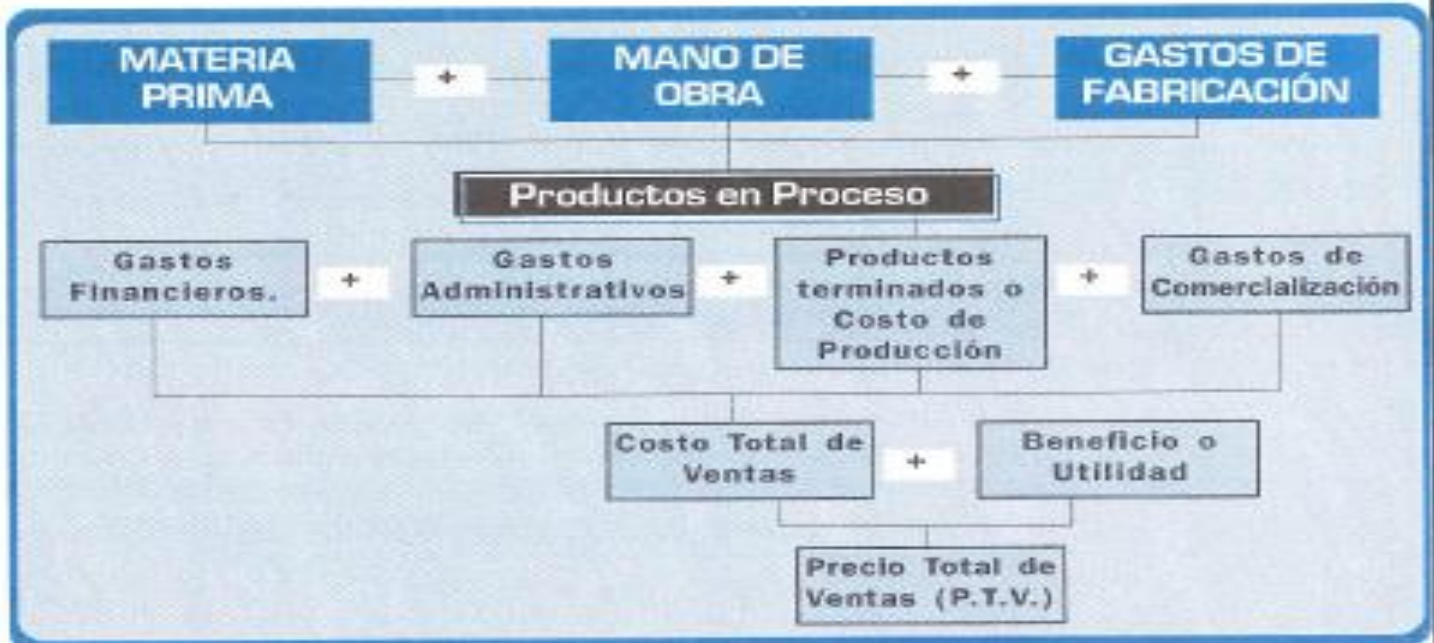 MATERIA
PRIMA
+
MANO DE
OBRA
+
GASTOS DE
FABRICACIÓN
Productos en Proceso
Gastos
Financieros.
+
Gastos
Administrativos
+
Productos
terminados o
Costo de
Producción
+
Gastos de
Comercialización
Costo Total de
Ventas
+
Beneficio o
Utilidad
Precio Total de
Ventas (P.T.V.)